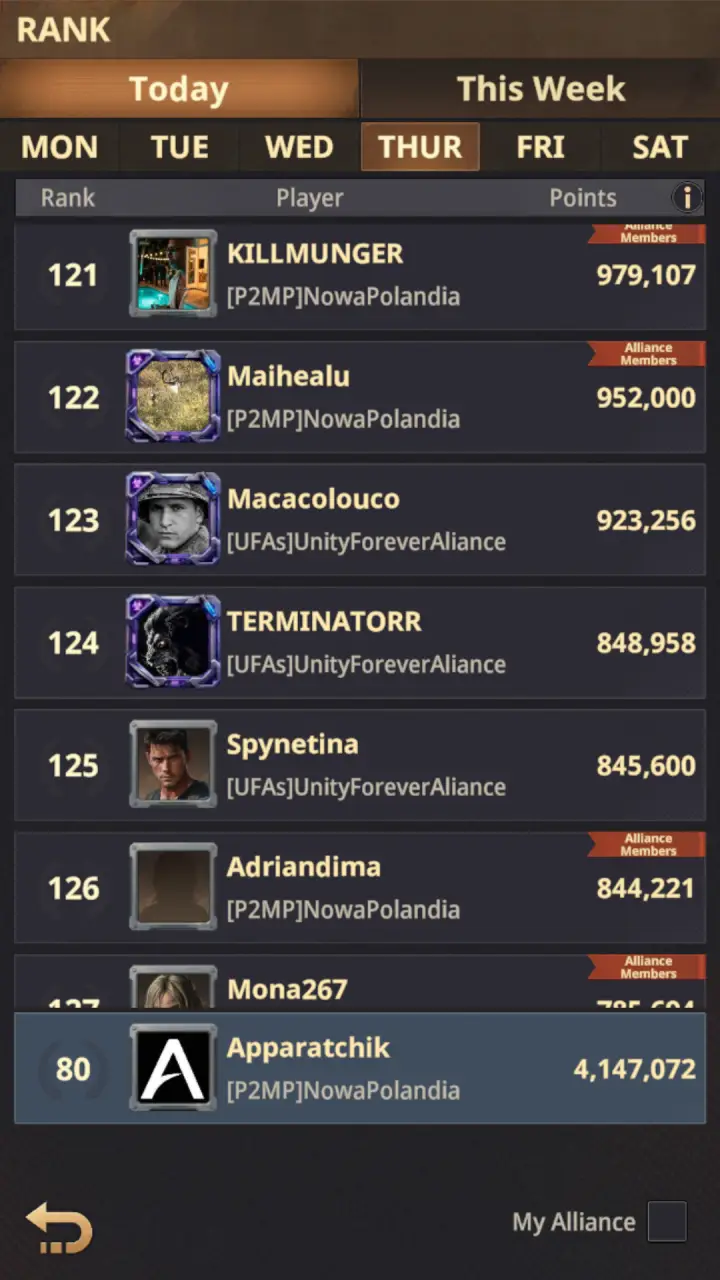 RANK
Today
This Week
MON
TUE
WED
THUR
FRI
SAT
Rank
Player
Points
i
121
KILLMUNGER
[P2MP]NowaPolandia
Alliance
Members
979,107
122
Maihealu
[P2MP]NowaPolandia
Alliance
Members
952,000
123
Macacolouco
[UFAs]UnityForeverAliance
923,256
124
TERMINATORR
[UFAs]UnityForeverAliance
848,958
125
Spynetina
[UFAs]UnityForeverAliance
845,600
126
Adriandima
[P2MP]NowaPolandia
Alliance
Members
844,221
127
Mona267
Alliance
Members
80
Apparatchik
[P2MP]NowaPolandia
4,147,072
My Alliance